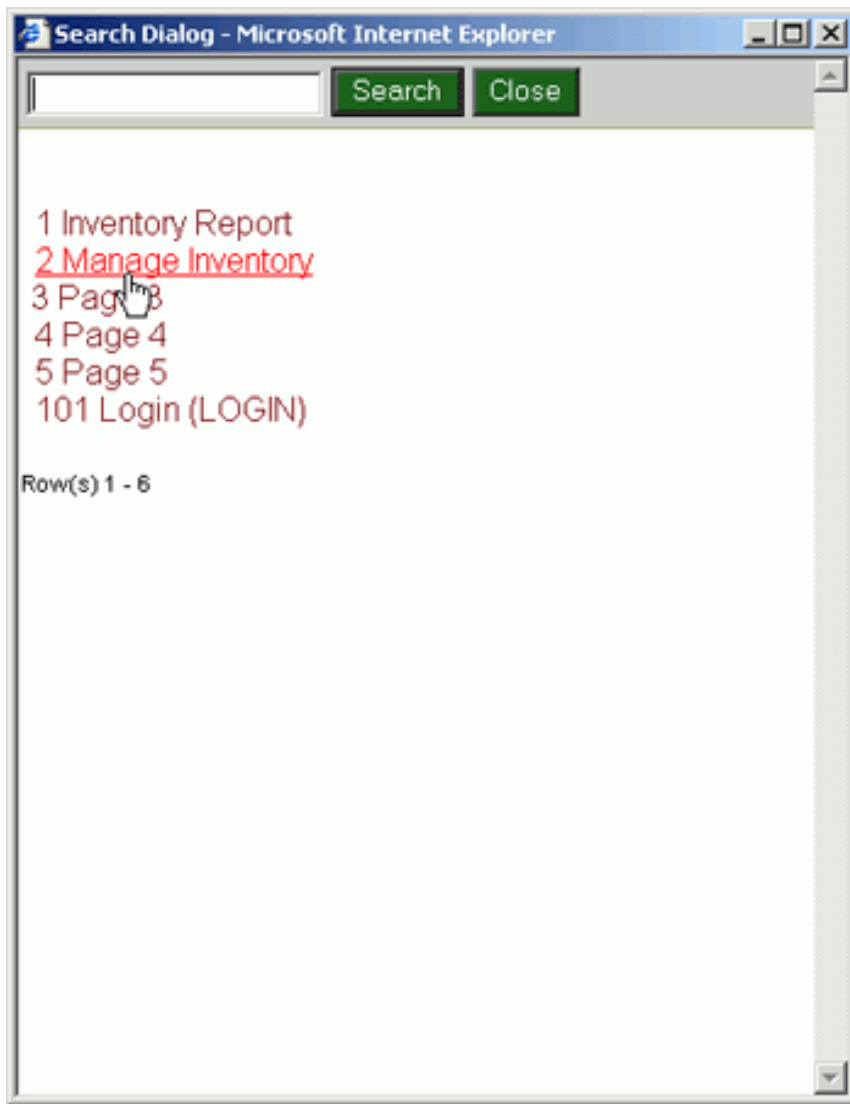 Search Dialog - Microsoft Internet Explorer
Search Close
1 Inventory Report
2 Manage Inventory
3 Page 3
4 Page 4
5 Page 5
101 Login (LOGIN)
Row(s) 1 - 6